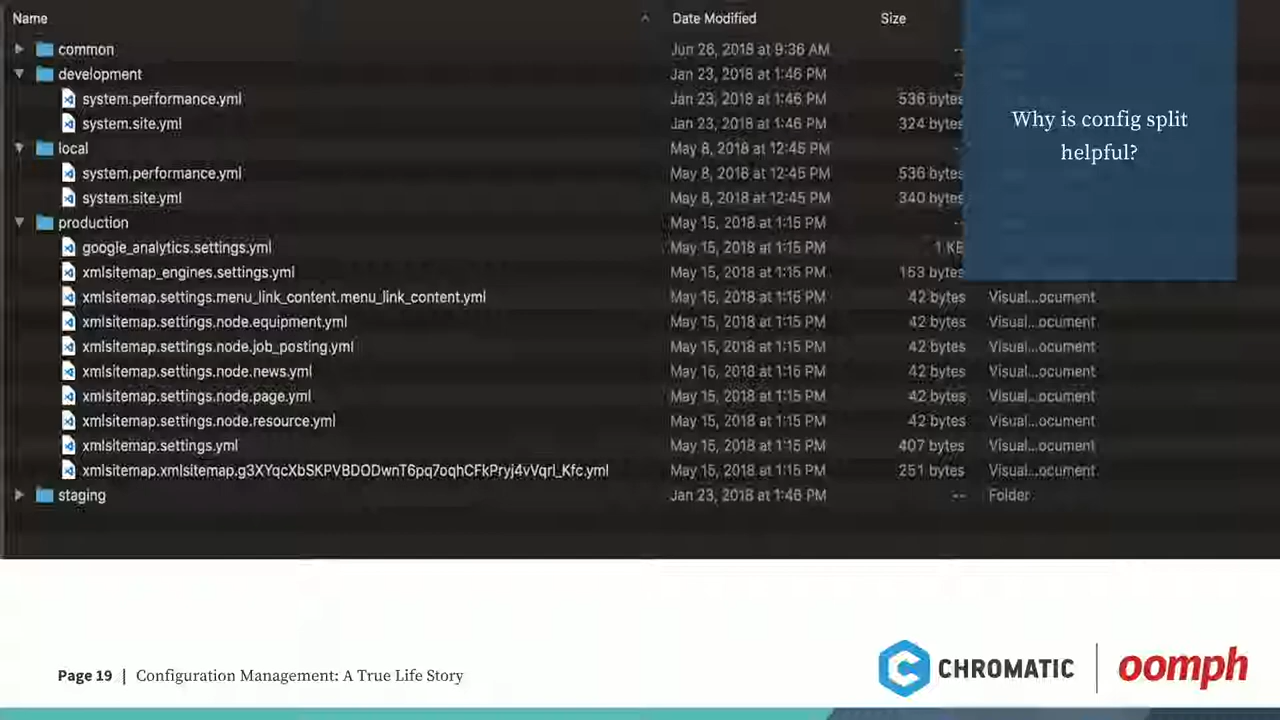 Name Date Modified Size
common Jun 26, 2018 at 9:36 AM --
development Jan 23, 2018 at 1:46 PM --
system.performance.yml Jan 23, 2018 at 1:46 PM 536 bytes
system.site.yml Jan 23, 2018 at 1:46 PM 324 bytes
local May 8, 2018 at 12:45 PM --
system.performance.yml May 8, 2018 at 12:45 PM 536 bytes
system.site.yml May 8, 2018 at 12:45 PM 340 bytes
production May 15, 2018 at 1:15 PM --
google_analytics.settings.yml May 15, 2018 at 1:15 PM 1 KB
xmlsitemap_engines.settings.yml May 15, 2018 at 1:15 PM 153 bytes
xmlsitemap.settings.menu_link_content.menu_link_content.yml May 15, 2018 at 1:15 PM 42 bytes Visual...ocument
xmlsitemap.settings.node.equipment.yml May 15, 2018 at 1:15 PM 42 bytes Visual...ocument
xmlsitemap.settings.node.job_posting.yml May 15, 2018 at 1:15 PM 42 bytes Visual...ocument
xmlsitemap.settings.node.news.yml May 15, 2018 at 1:15 PM 42 bytes Visual...ocument
xmlsitemap.settings.node.page.yml May 15, 2018 at 1:15 PM 42 bytes Visual...ocument
xmlsitemap.settings.node.resource.yml May 15, 2018 at 1:15 PM 42 bytes Visual...ocument
xmlsitemap.settings.yml May 15, 2018 at 1:15 PM 407 bytes Visual...ocument
May 15, 2018 at 1:15 PM 251 bytes Visual...ocument
staging Jan 23, 2018 at 1:46 PM -- Folder
Why is config split
helpful?
Page 19 | Configuration Management: A True Life Story
CHROMATIC
oomph